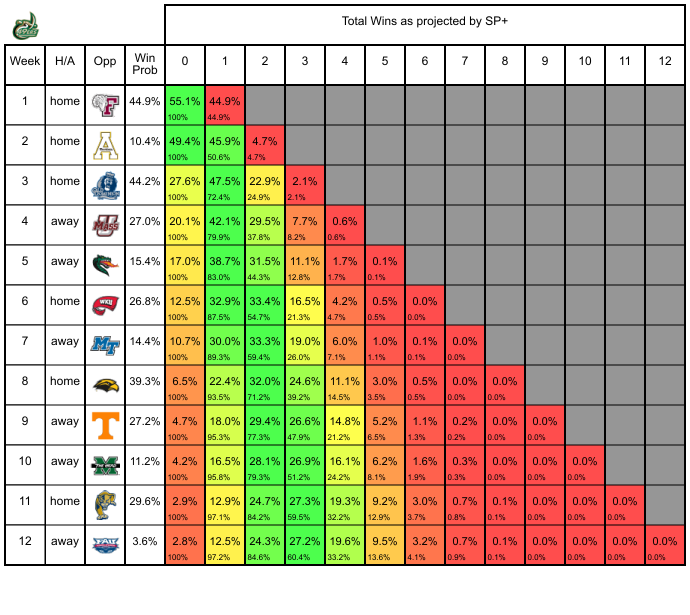 Total Wins as projected by SP+
Week H/A Opp Win Prob 0 1 2 3 4 5 6 7 8 9 10 11 12
1 home F 44.9% 55.1% 44.9%
100% 44.9%
2 home A 10.4% 49.4% 45.9% 4.7%
100% 50.6% 4.7%
3 home 44.2% 27.6% 47.5% 22.9% 2.1%
100% 72.4% 24.9% 2.1%
4 away UMass 27.0% 20.1% 42.1% 29.5% 7.7% 0.6%
100% 79.9% 37.8% 8.2% 0.6%
5 away 15.4% 17.0% 38.7% 31.5% 11.1% 1.7% 0.1%
100% 83.0% 44.3% 12.8% 1.7% 0.1%
6 home WKU 26.8% 12.5% 32.9% 33.4% 16.5% 4.2% 0.5% 0.0%
100% 87.5% 54.7% 21.3% 4.7% 0.5% 0.0%
7 away MT 14.4% 10.7% 30.0% 33.3% 19.0% 6.0% 1.0% 0.1% 0.0%
100% 89.3% 59.4% 26.0% 7.1% 1.1% 0.1% 0.0%
8 home 39.3% 6.5% 22.4% 32.0% 24.6% 11.1% 3.0% 0.5% 0.0% 0.0%
100% 93.5% 71.2% 39.2% 14.5% 3.5% 0.5% 0.0% 0.0%
9 away T 27.2% 4.7% 18.0% 29.4% 26.6% 14.8% 5.2% 1.1% 0.2% 0.0% 0.0%
100% 95.3% 77.3% 47.9% 21.2% 6.5% 1.3% 0.2% 0.0% 0.0%
10 away M 11.2% 4.2% 16.5% 28.1% 26.9% 16.1% 6.2% 1.6% 0.3% 0.0% 0.0% 0.0%
100% 95.8% 79.3% 51.2% 24.2% 8.1% 1.9% 0.3% 0.0% 0.0% 0.0%
11 home 29.6% 2.9% 12.9% 24.7% 27.3% 19.3% 9.2% 3.0% 0.7% 0.1% 0.0% 0.0% 0.0%
100% 97.1% 84.2% 59.5% 32.2% 12.9% 3.7% 0.8% 0.1% 0.0% 0.0% 0.0%
12 away FAU 3.6% 2.8% 12.5% 24.3% 27.2% 19.6% 9.5% 3.2% 0.7% 0.1% 0.0% 0.0% 0.0% 0.0%
100% 97.2% 84.6% 60.4% 33.2% 13.6% 4.1% 0.9% 0.1% 0.0% 0.0% 0.0% 0.0%